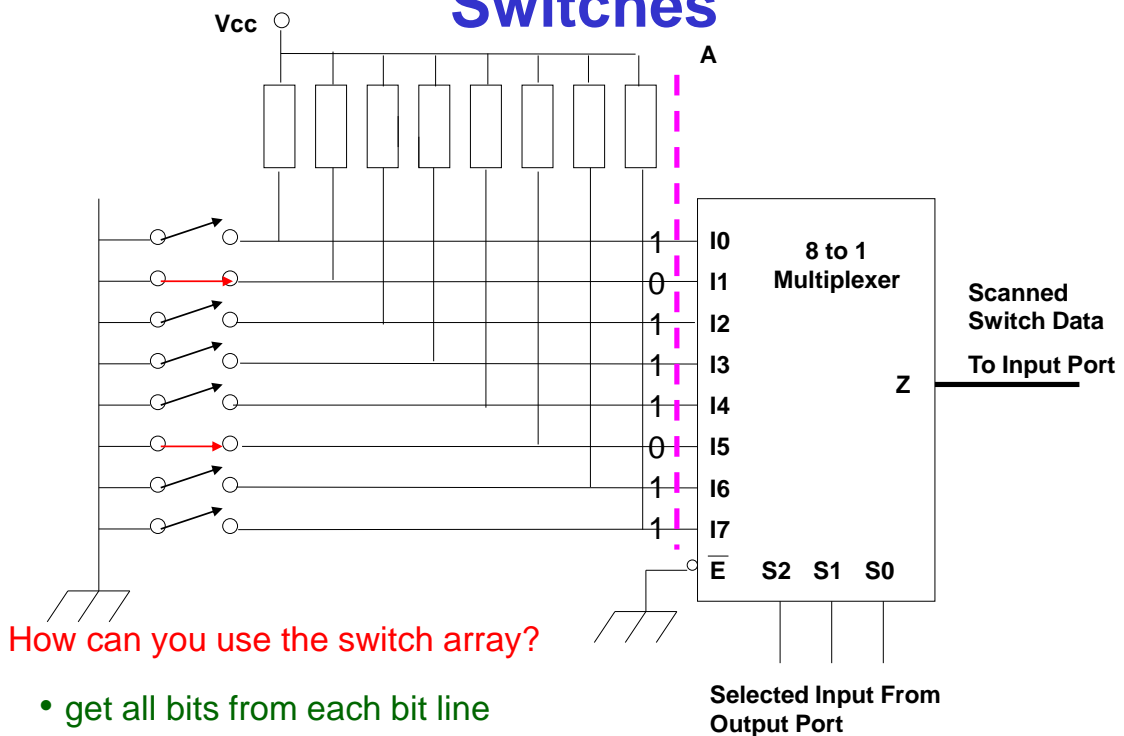 Switches
Vcc
A
1 I0
0 I1
1 I2
1 I3
1 I4
0 I5
1 I6
1 I7
8 to 1
Multiplexer
Z
E S2 S1 S0
Scanned
Switch Data
To Input Port
How can you use the switch array?
• get all bits from each bit line
Selected Input From
Output Port